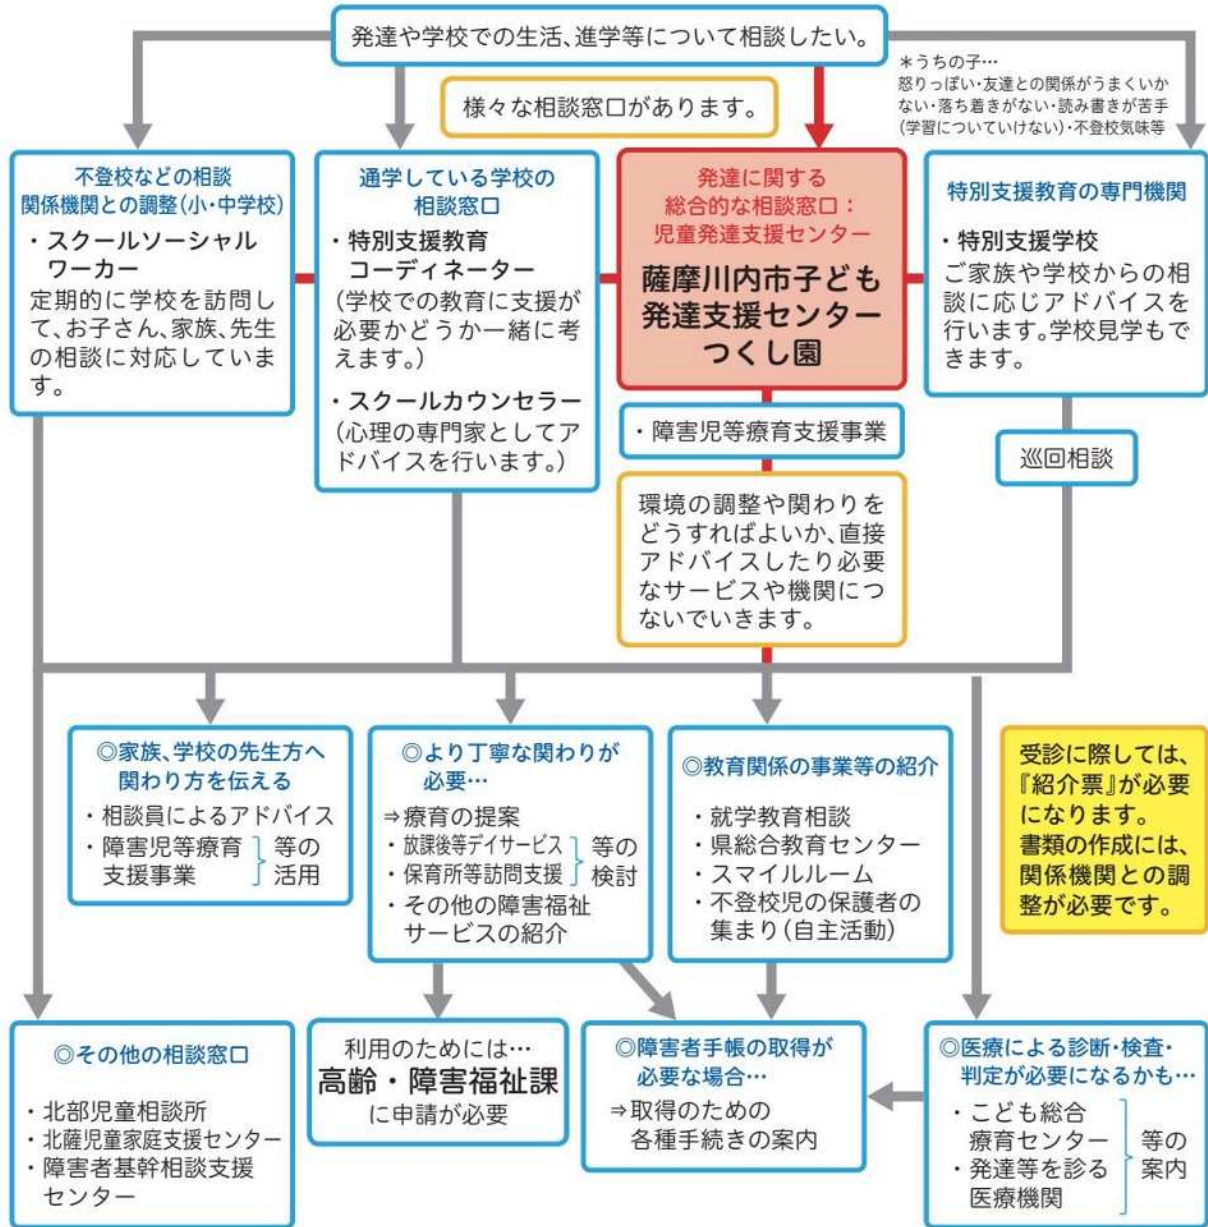 発達や学校での生活、進学等について相談したい。
＊うちの子…
怒りっぽい・友達との関係がうまくいか
ない・落ち着きがない・読み書きが苦手
(学習についていけない)・不登校気味等
様々な相談窓口があります。
不登校などの相談
関係機関との調整(小・中学校)
・スクールソーシャル
ワーカー
定期的に学校を訪問し
て、お子さん、家族、先生
の相談に対応していま
す。
通学している学校の
相談窓口
・特別支援教育
コーディネーター
(学校での教育に支援が
必要かどうか一緒に考
えます。)
・スクールカウンセラー
(心理の専門家としてア
ドバイスを行います。)
発達に関する
総合的な相談窓口：
児童発達支援センター
薩摩川内市子ども
発達支援センター
つくし園
特別支援教育の専門機関
・特別支援学校
ご家族や学校からの相
談に応じアドバイスを
行います。学校見学もで
きます。
・障害児等療育支援事業
巡回相談
環境の調整や関わりを
どうすればよいか、直接
アドバイスしたり必要
なサービスや機関につ
ないでいきます。
◎家族、学校の先生方へ
関わり方を伝える
・相談員によるアドバイス
・障害児等療育
支援事業
等の
活用
◎より丁寧な関わりが
必要…
⇒療育の提案
・放課後等デイサービス
・保育所等訪問支援
等の
検討
・その他の障害福祉
サービスの紹介
◎教育関係の事業等の紹介
・就学教育相談
・県総合教育センター
・スマイルルーム
・不登校児の保護者の
集まり(自主活動)
受診に際しては、
『紹介票』が必要
になります。
書類の作成には、
関係機関との調
整が必要です。
◎その他の相談窓口
・北部児童相談所
・北薩児童家庭支援センター
・障害者基幹相談支援
センター
利用のためには…
高齢・障害福祉課
に申請が必要
◎障害者手帳の取得が
必要な場合…
⇒取得のための
各種手続きの案内
◎医療による診断・検査・
判定が必要になるかも…
・こども総合
療育センター
・発達等を診る
医療機関
等の
案内